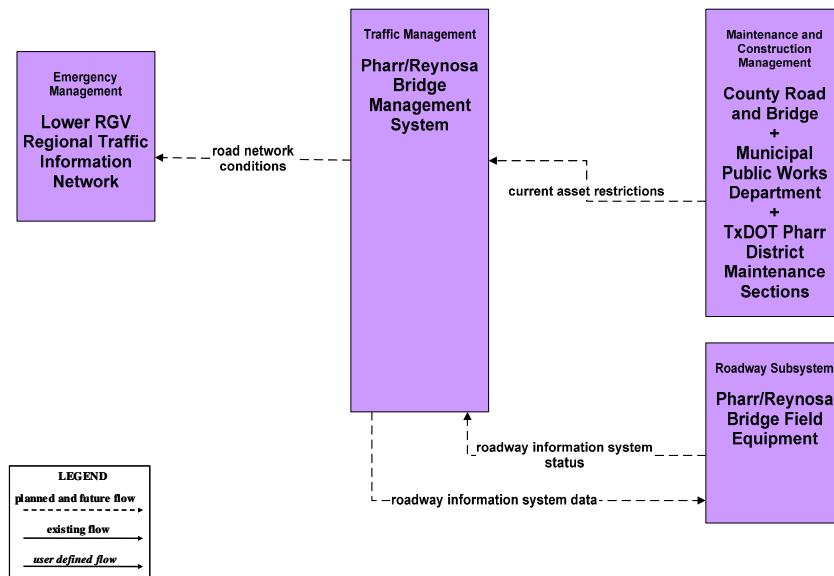 Emergency
Management
Lower RGV
Regional Traffic
Information
Network
road network
conditions
Traffic Management
Pharr/Reynosa
Bridge
Management
System
current asset restrictions
Maintenance and
Construction
Management
County Road
and Bridge
+
Municipal
Public Works
Department
+
TxDOT Pharr
District
Maintenance
Sections
Roadway Subsystem
Pharr/Reynosa
Bridge Field
Equipment
roadway information system
status
roadway information system data
LEGEND
planned and future flow
existing flow
user defined flow